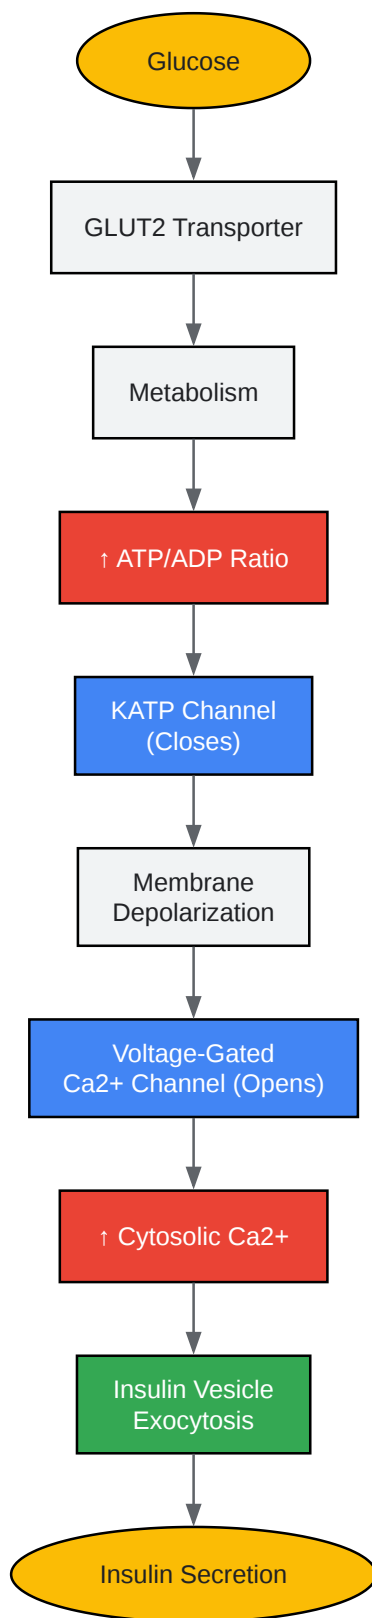 Glucose
GLUT2 Transporter
Metabolism
↑ ATP/ADP Ratio
KATP Channel
(Closes)
Membrane
Depolarization
Voltage-Gated
Ca2+ Channel (Opens)
↑ Cytosolic Ca2+
Insulin Vesicle
Exocytosis
Insulin Secretion